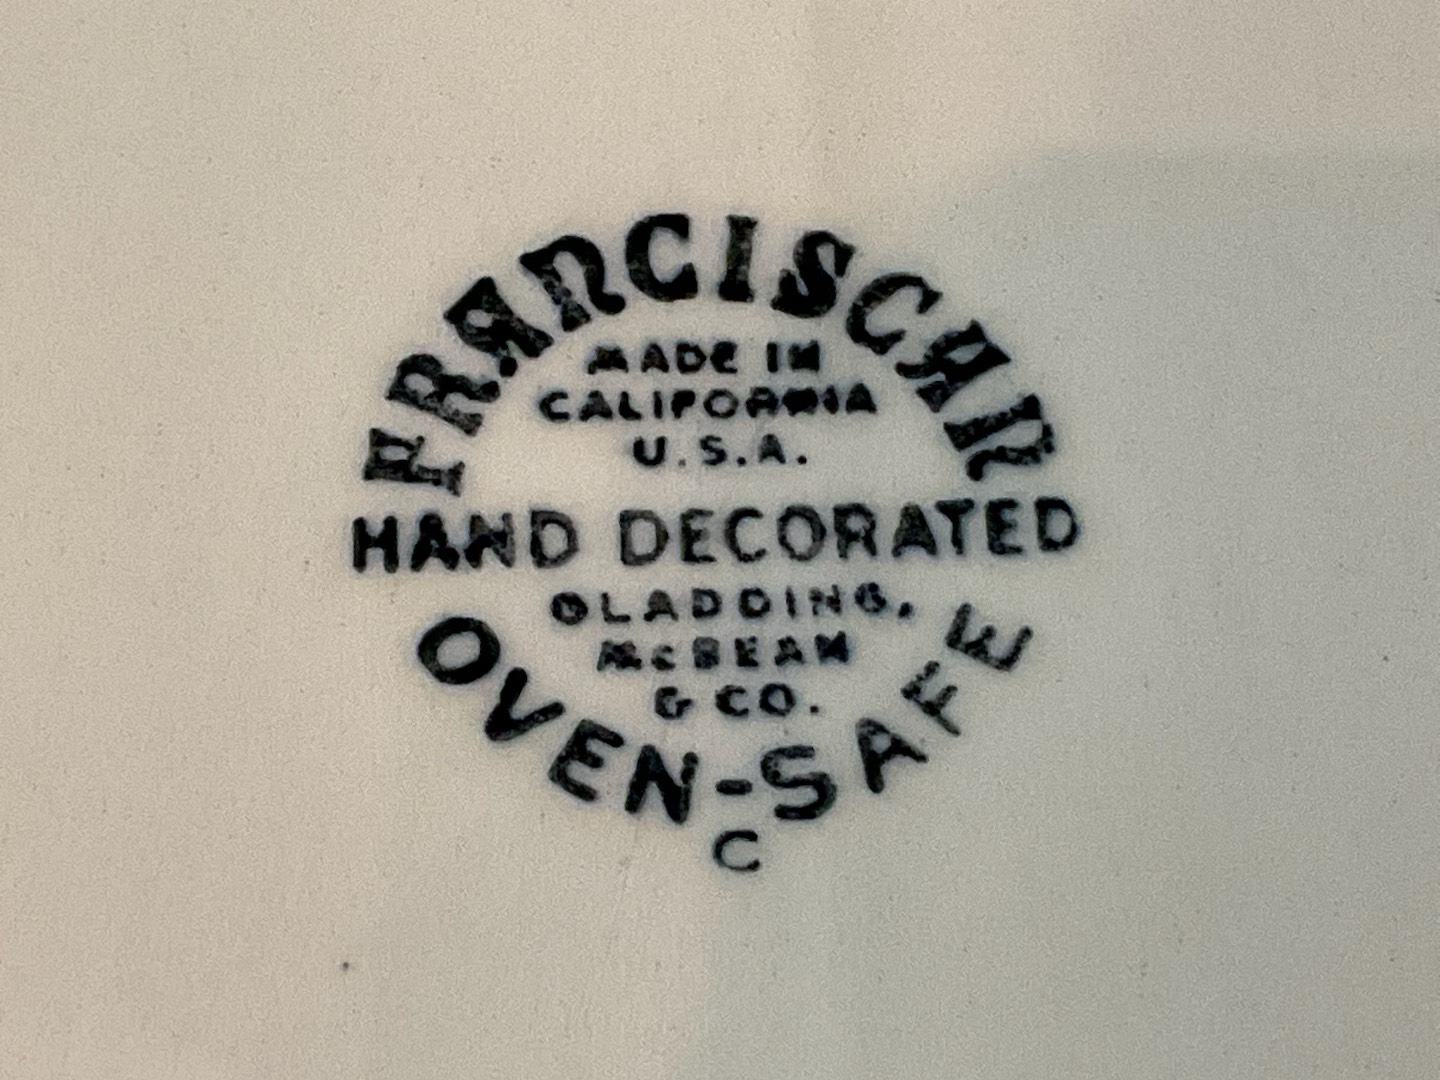 FRANCISCAN
MADE IN
CALIFORNIA
U.S.A.
HAND DECORATED
GLADDING,
McBEAN
& CO.
OVEN-SAFE
C